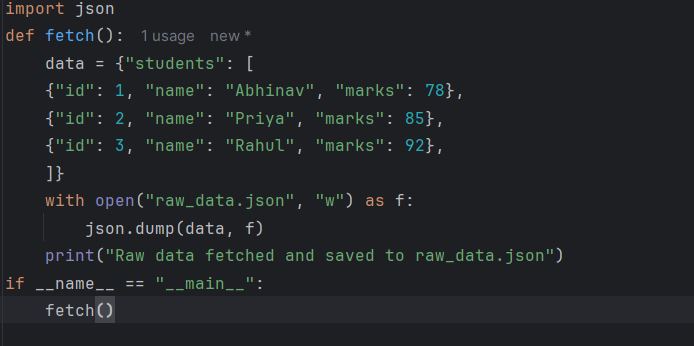 import json
def fetch():  1 usage  new *
    data = {"students": [
    {"id": 1, "name": "Abhinav", "marks": 78},
    {"id": 2, "name": "Priya", "marks": 85},
    {"id": 3, "name": "Rahul", "marks": 92},
    ]}
    with open("raw_data.json", "w") as f:
        json.dump(data, f)
    print("Raw data fetched and saved to raw_data.json")
if __name__ == "__main__":
    fetch()